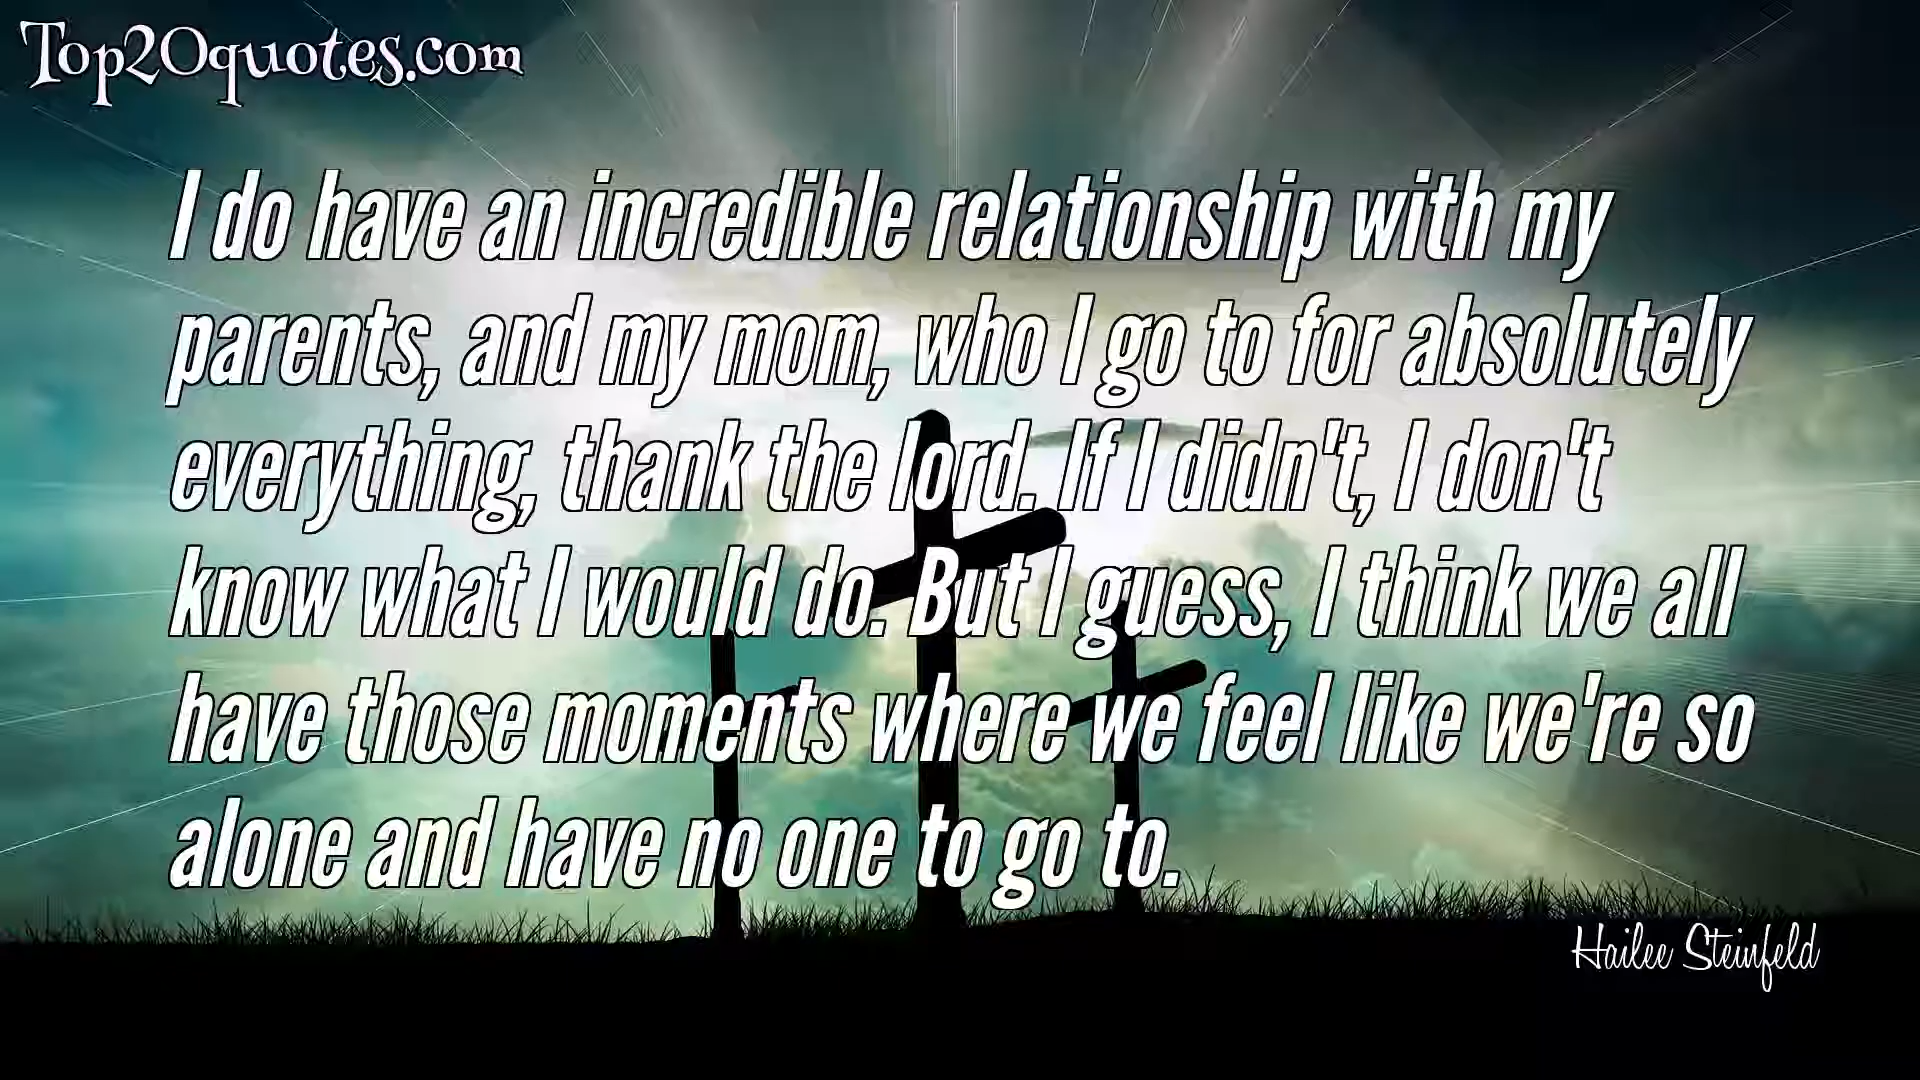 Top20quotes.com
I do have an incredible relationship with my
parents, and my mom, who I go to for absolutely
everything, thank the lord. If I didn't, I don't
know what I would do. But I guess, I think we all
have those moments where we feel like we're so
alone and have no one to go to.
Hailee Steinfeld